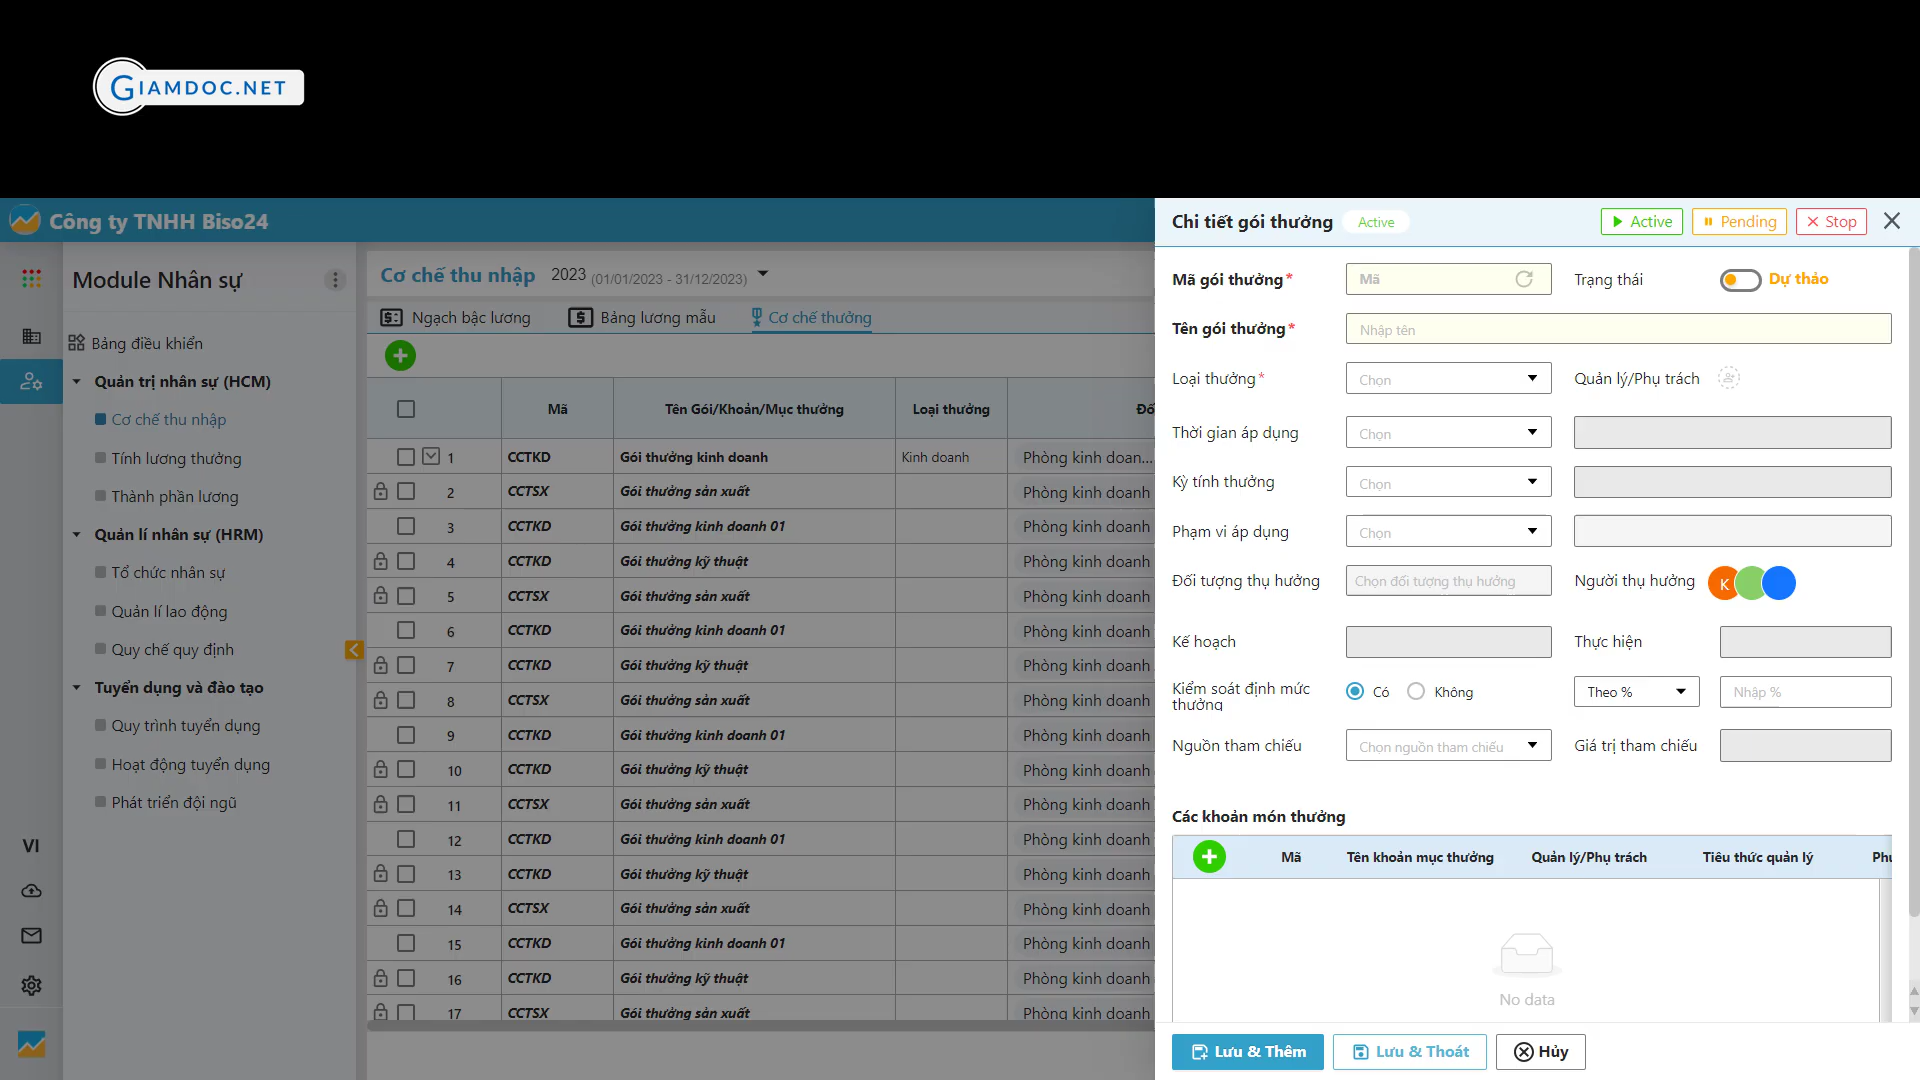 GIAMDOC.NET
Công ty TNHH Biso24
Module Nhân sự
Bảng điều khiển
Quản trị nhân sự (HCM)
Cơ chế thu nhập
Tính lương thưởng
Thành phần lương
Quản lí nhân sự (HRM)
Tổ chức nhân sự
Quản lí lao động
Quy chế quy định
Tuyển dụng và đào tạo
Quy trình tuyển dụng
Hoạt động tuyển dụng
Phát triển đội ngũ
VI
Cơ chế thu nhập 2023 (01/01/2023 - 31/12/2023)
Ngạch bậc lương Bảng lương mẫu Cơ chế thưởng
Mã Tên Gói/Khoản/Mục thưởng Loại thưởng Đố
1 CCTKD Gói thưởng kinh doanh Kinh doanh Phòng kinh doan...
2 CCTSX Gói thưởng sản xuất Phòng kinh doanh
3 CCTKD Gói thưởng kinh doanh 01 Phòng kinh doanh
4 CCTKD Gói thưởng kỹ thuật Phòng kinh doanh
5 CCTSX Gói thưởng sản xuất Phòng kinh doanh
6 CCTKD Gói thưởng kinh doanh 01 Phòng kinh doanh
7 CCTKD Gói thưởng kỹ thuật Phòng kinh doanh
8 CCTSX Gói thưởng sản xuất Phòng kinh doanh
9 CCTKD Gói thưởng kinh doanh 01 Phòng kinh doanh
10 CCTKD Gói thưởng kỹ thuật Phòng kinh doanh
11 CCTSX Gói thưởng sản xuất Phòng kinh doanh
12 CCTKD Gói thưởng kinh doanh 01 Phòng kinh doanh
13 CCTKD Gói thưởng kỹ thuật Phòng kinh doanh
14 CCTSX Gói thưởng sản xuất Phòng kinh doanh
15 CCTKD Gói thưởng kinh doanh 01 Phòng kinh doanh
16 CCTKD Gói thưởng kỹ thuật Phòng kinh doanh
17 CCTSX Gói thưởng sản xuất Phòng kinh doanh
Chi tiết gói thưởng Active Active Pending Stop
Mã gói thưởng* Mã Trạng thái Dự thảo
Tên gói thưởng* Nhập tên
Loại thưởng* Chọn Quản lý/Phụ trách
Thời gian áp dụng Chọn
Kỳ tính thưởng Chọn
Phạm vi áp dụng Chọn
Đối tượng thụ hưởng Chọn đối tượng thụ hưởng Người thụ hưởng K
Kế hoạch Thực hiện
Kiểm soát định mức thưởng Có Không Theo % Nhập %
Nguồn tham chiếu Chọn nguồn tham chiếu Giá trị tham chiếu
Các khoản món thưởng
Mã Tên khoản mục thưởng Quản lý/Phụ trách Tiêu thức quản lý Phư
No data
Lưu & Thêm Lưu & Thoát Hủy